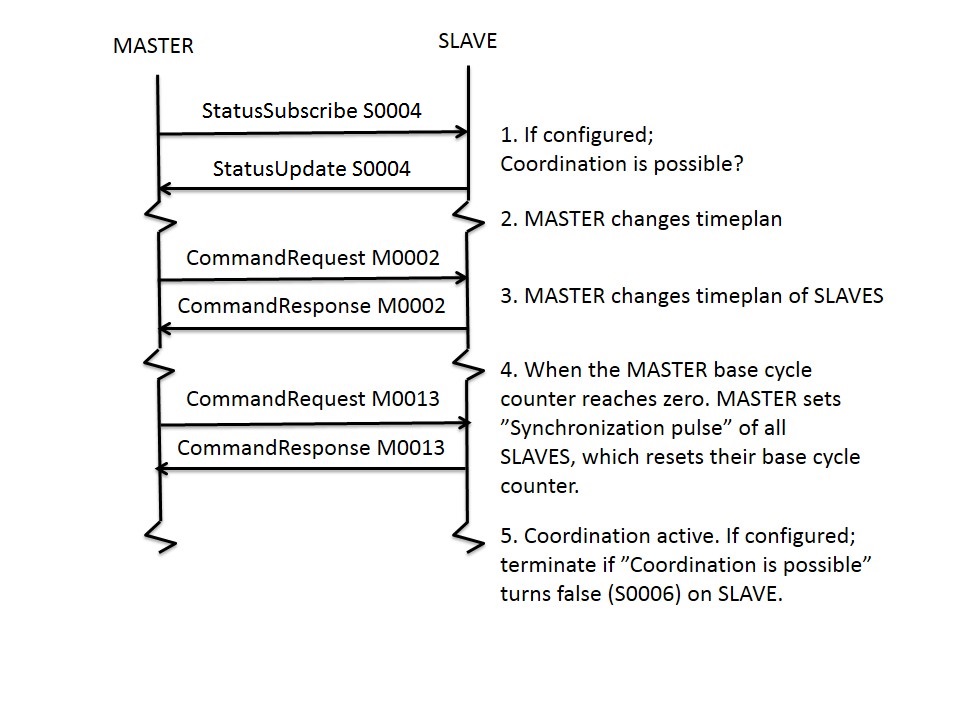 MASTER
SLAVE
StatusSubscribe S0004
StatusUpdate S0004
1. If configured;
Coordination is possible?
2. MASTER changes timeplan
CommandRequest M0002
CommandResponse M0002
3. MASTER changes timeplan of SLAVES
CommandRequest M0013
CommandResponse M0013
4. When the MASTER base cycle
counter reaches zero. MASTER sets
”Synchronization pulse” of all
SLAVES, which resets their base cycle
counter.
5. Coordination active. If configured;
terminate if ”Coordination is possible”
turns false (S0006) on SLAVE.